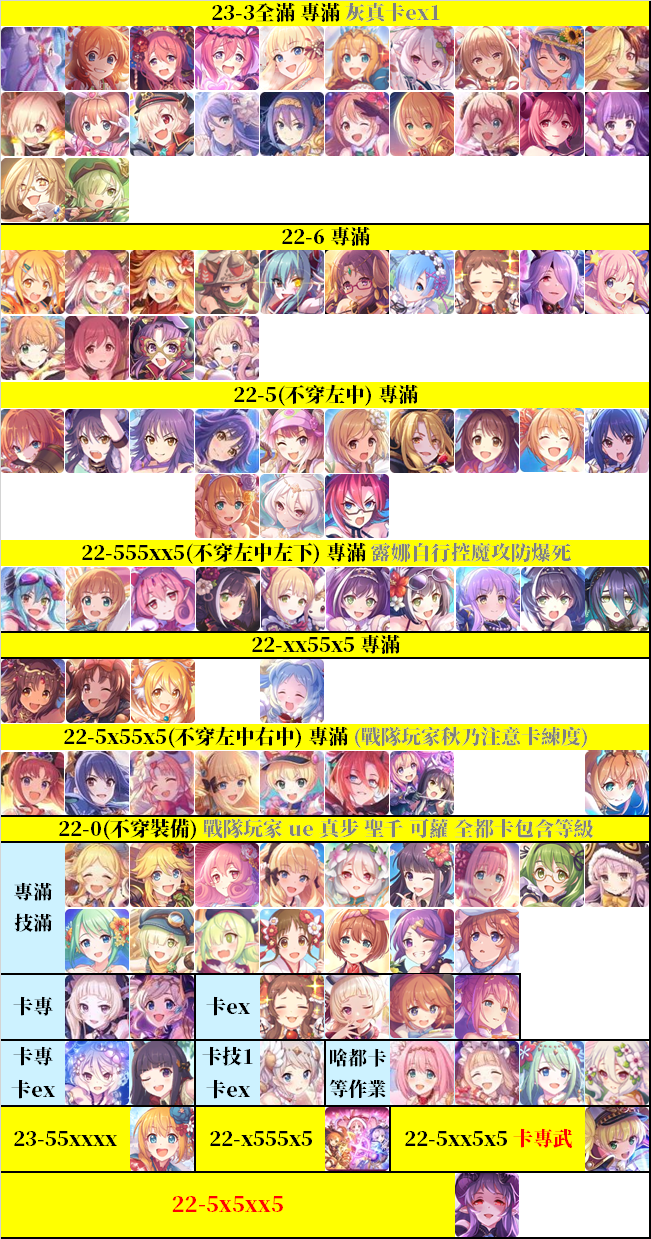 23-3全滿 專滿 灰真卡ex1
22-6 專滿
22-5(不穿左中) 專滿
22-555xx5(不穿左中左下) 專滿 露娜自行控魔攻防爆死
22-xx55x5 專滿
22-5x55x5(不穿左中右中) 專滿 (戰隊玩家秋乃注意卡練度)
22-0(不穿裝備) 戰隊玩家 ue 真步 聖千 可蘿 全都卡包含等級
專滿
技滿
卡專
卡ex
卡專
卡ex
卡技1
卡ex
啥都卡
等作業
23-55xxxx
22-x555x5
22-5xx5x5 卡專武
22-5x5xx5